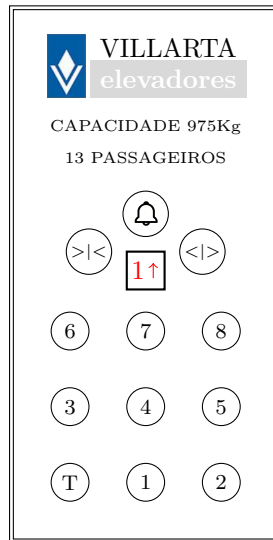 VILLARTA
elevadores
CAPACIDADE 975Kg
13 PASSAGEIROS
>|< <|>
1↑
6 7 8
3 4 5
T 1 2